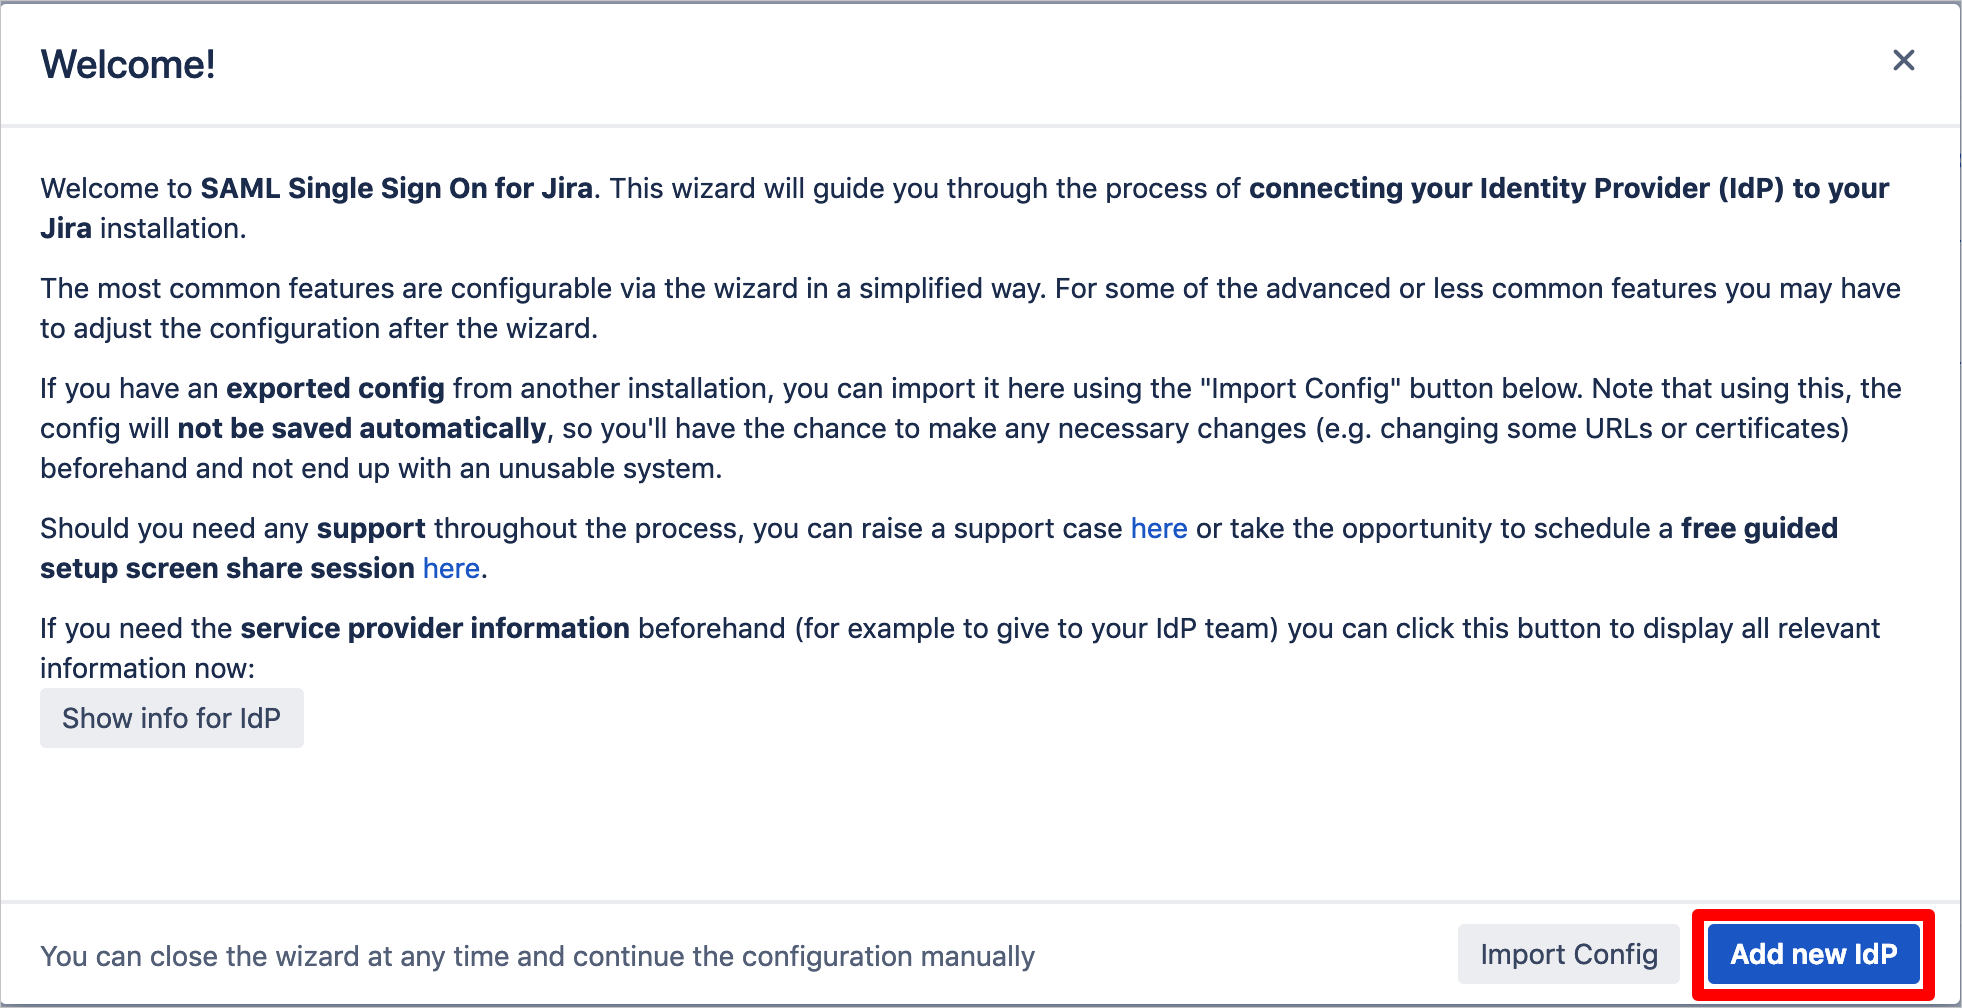 Welcome!
Welcome to SAML Single Sign On for Jira. This wizard will guide you through the process of connecting your Identity Provider (IdP) to your
Jira installation.
The most common features are configurable via the wizard in a simplified way. For some of the advanced or less common features you may have
to adjust the configuration after the wizard.
If you have an exported config from another installation, you can import it here using the "Import Config" button below. Note that using this, the
config will not be saved automatically, so you'll have the chance to make any necessary changes (e.g. changing some URLs or certificates)
beforehand and not end up with an unusable system.
Should you need any support throughout the process, you can raise a support case here or take the opportunity to schedule a free guided
setup screen share session here.
If you need the service provider information beforehand (for example to give to your IdP team) you can click this button to display all relevant
information now:
Show info for IdP
You can close the wizard at any time and continue the configuration manually
Import Config
Add new IdP